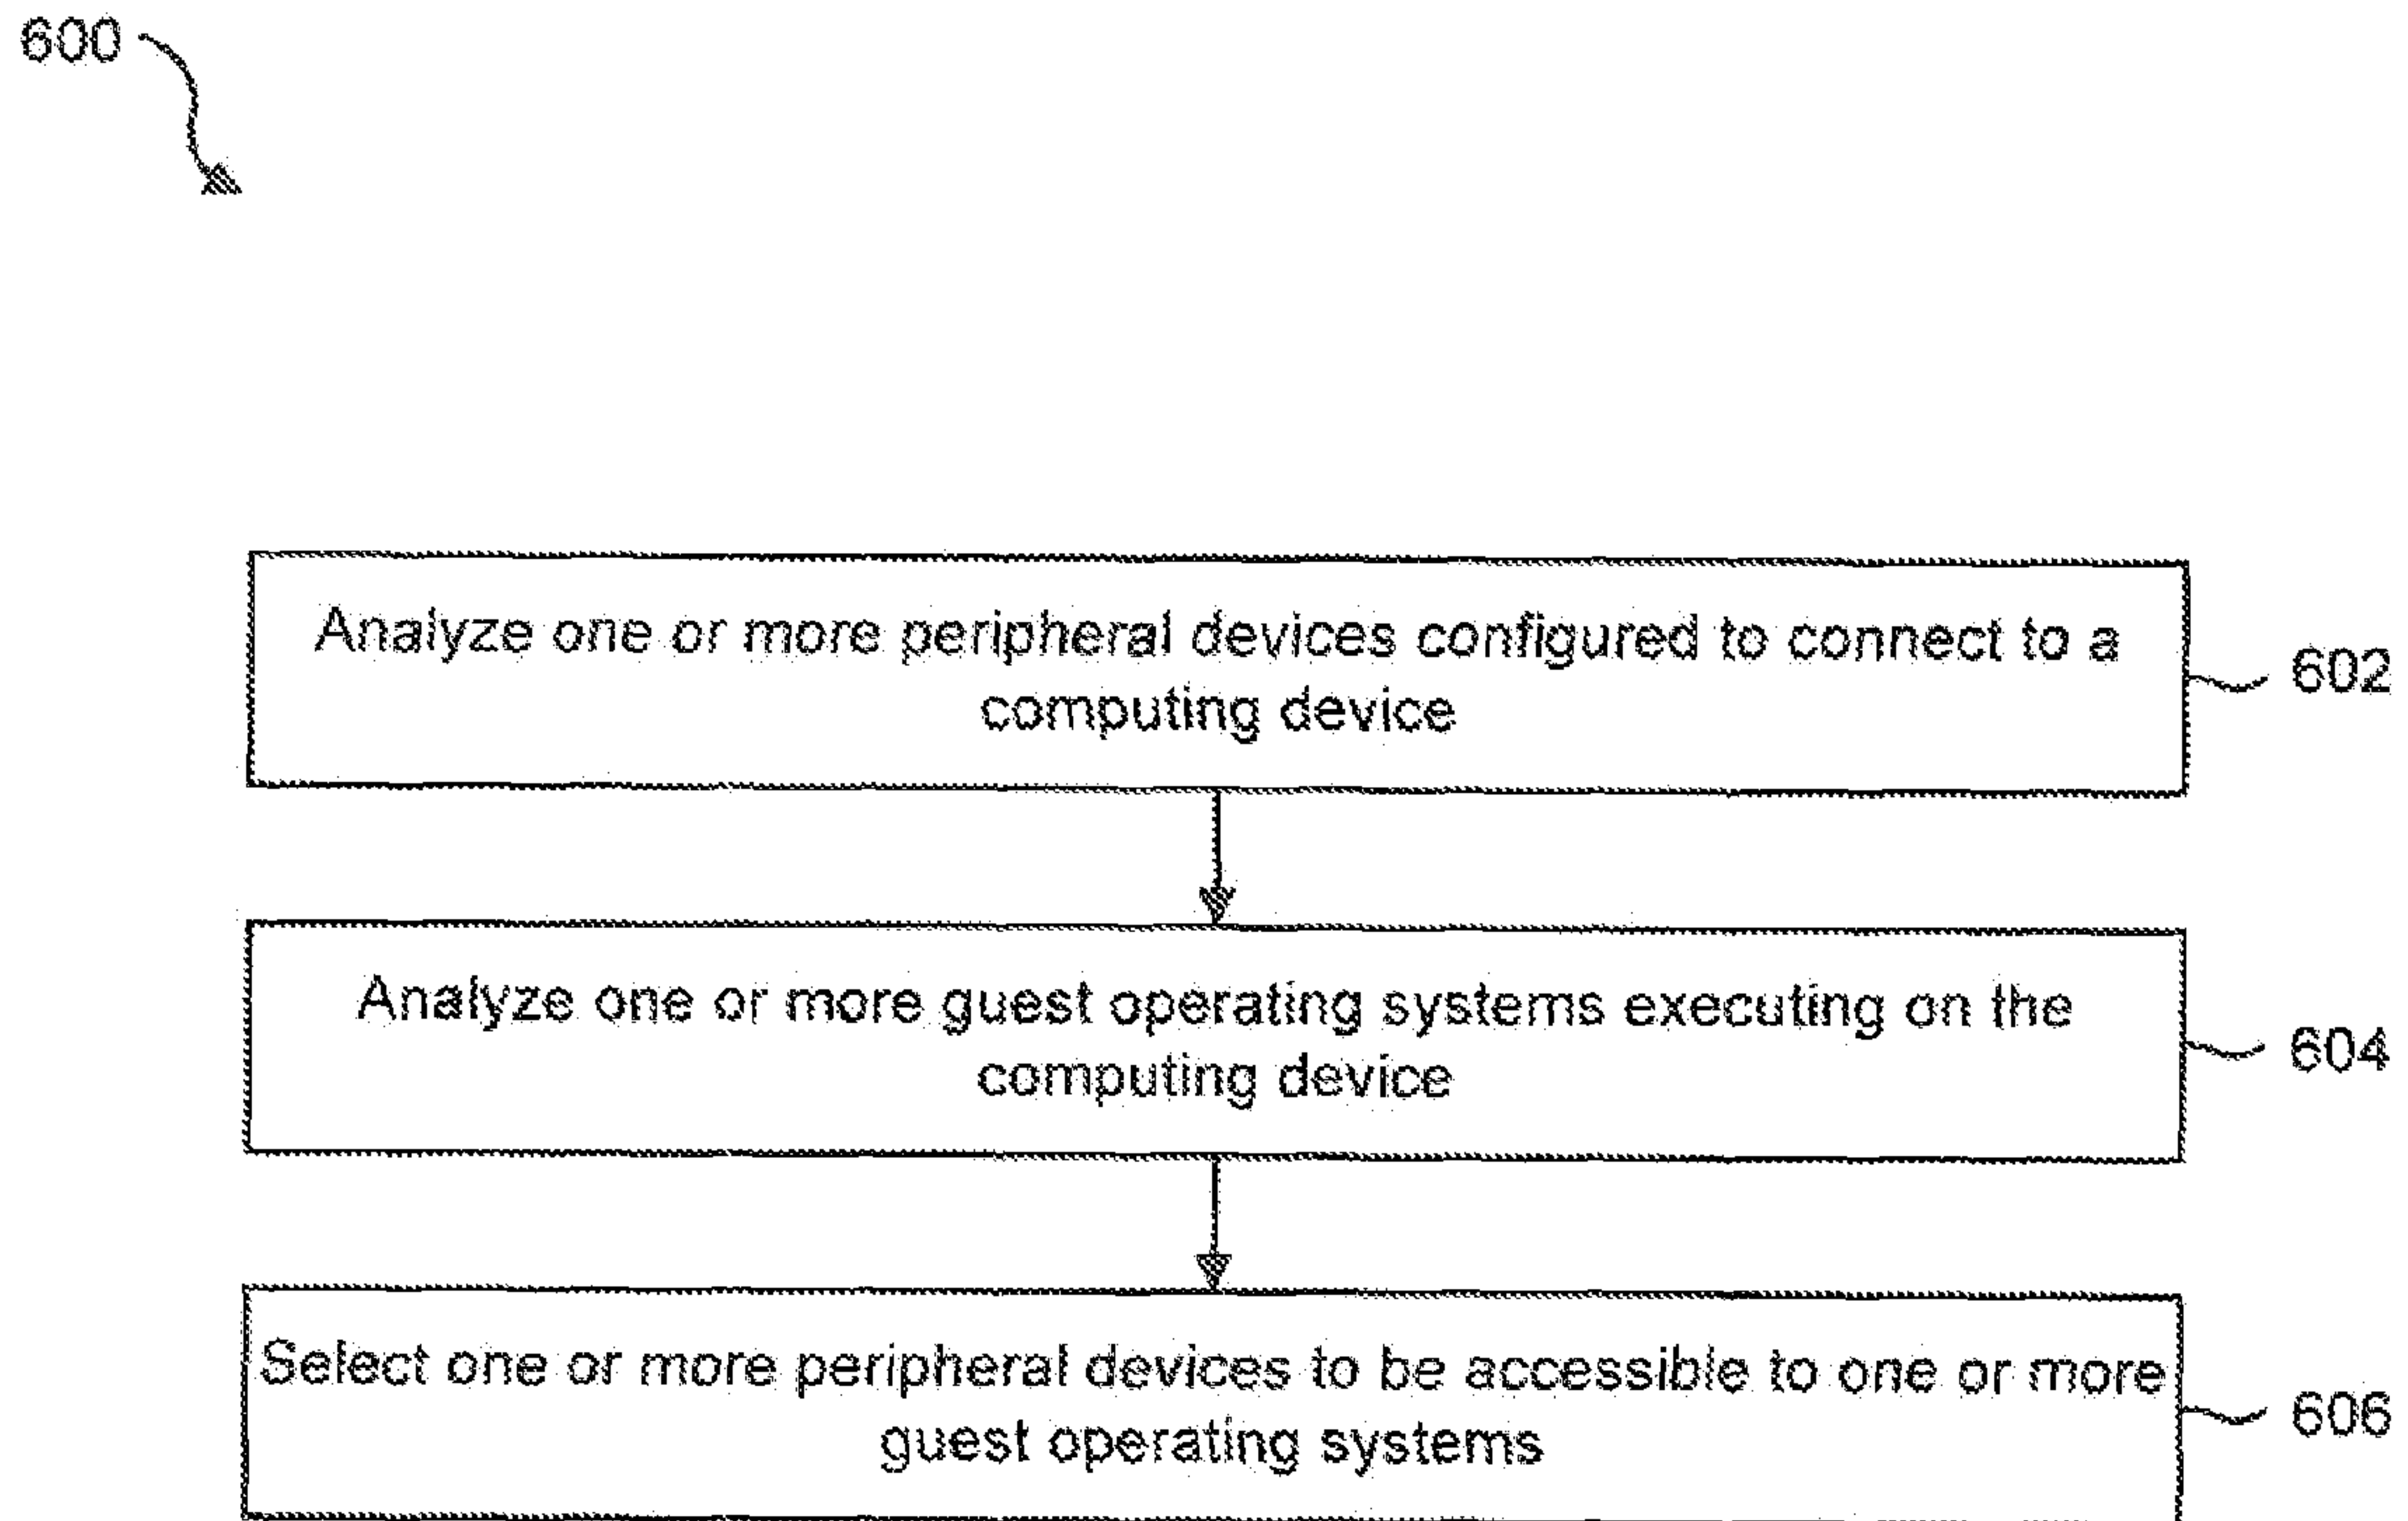 600
Analyze one or more peripheral devices configured to connect to a
computing device
602
Analyze one or more guest operating systems executing on the
computing device
604
Select one or more peripheral devices to be accessible to one or more
guest operating systems
606